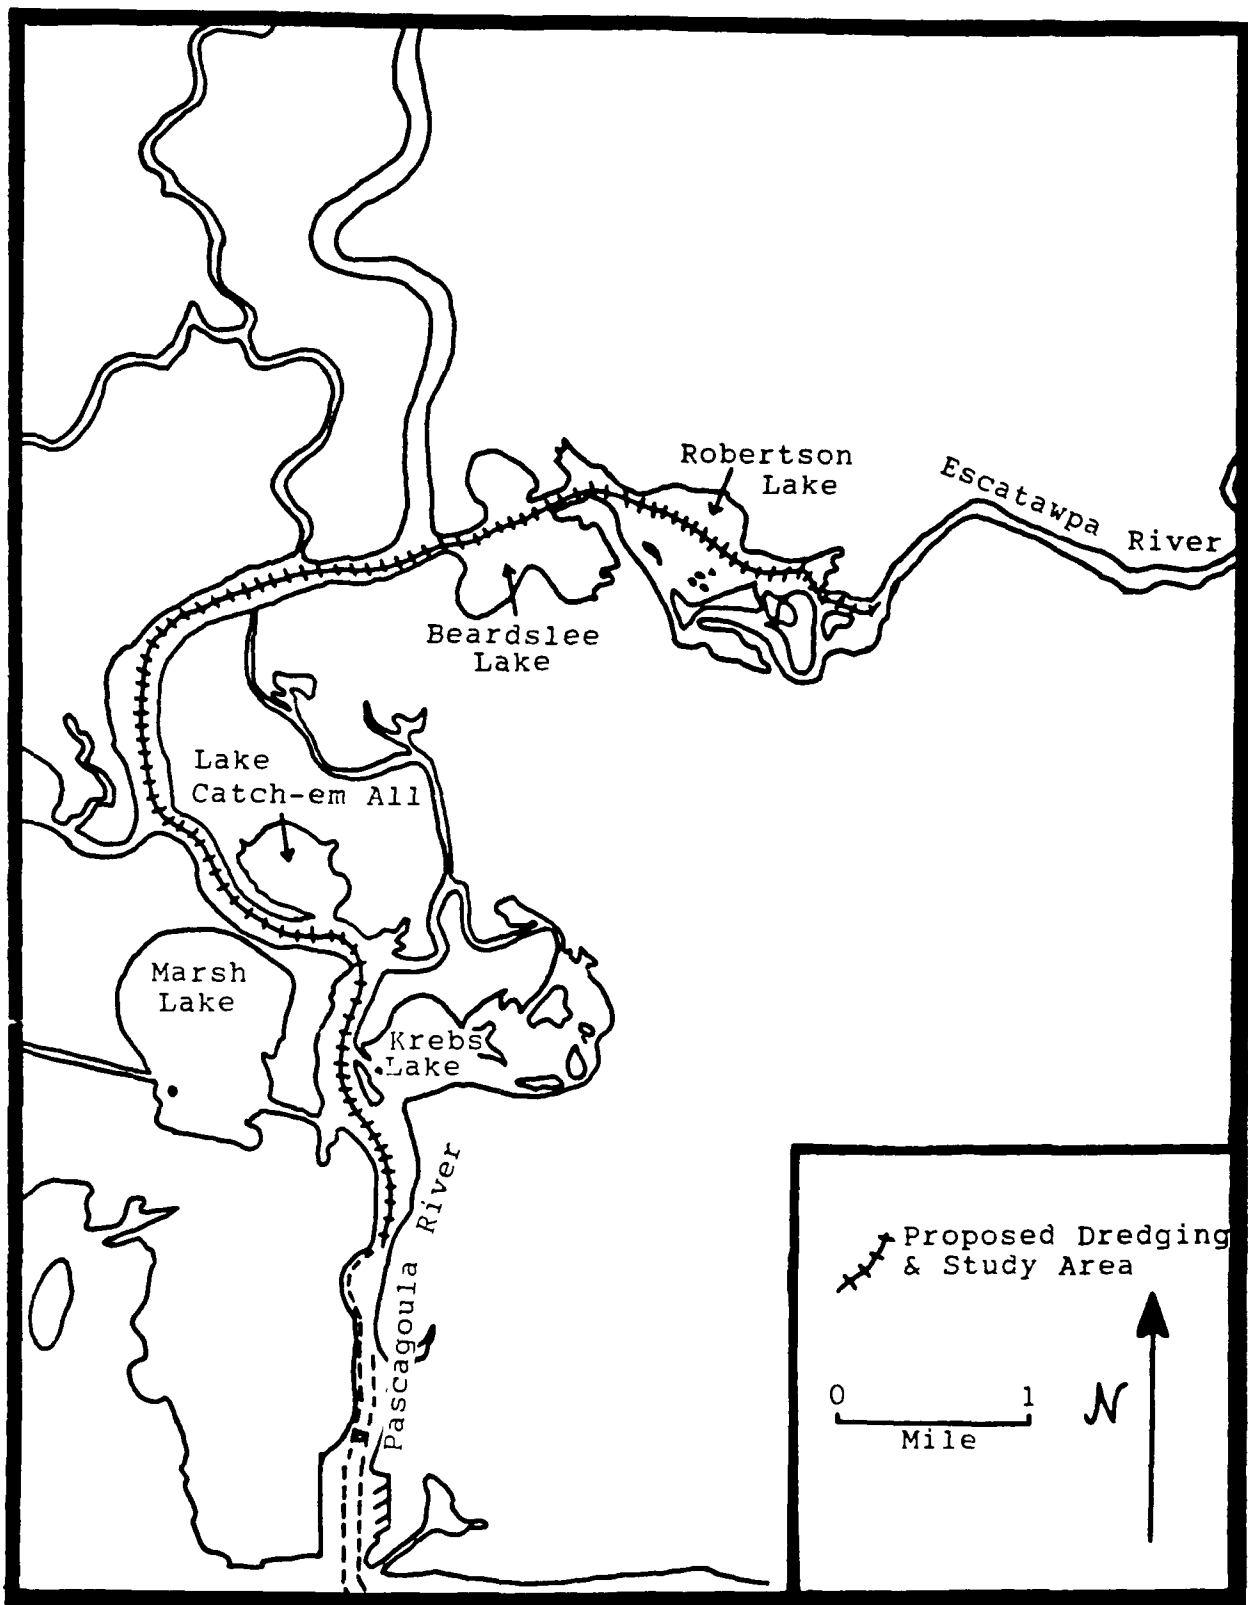 Robertson
Lake
Escatawpa River
Beardslee
Lake
Lake
Catch-em All
Marsh
Lake
Krebs
Lake
Pascagoula River
Proposed Dredging
& Study Area
0 1
Mile
N